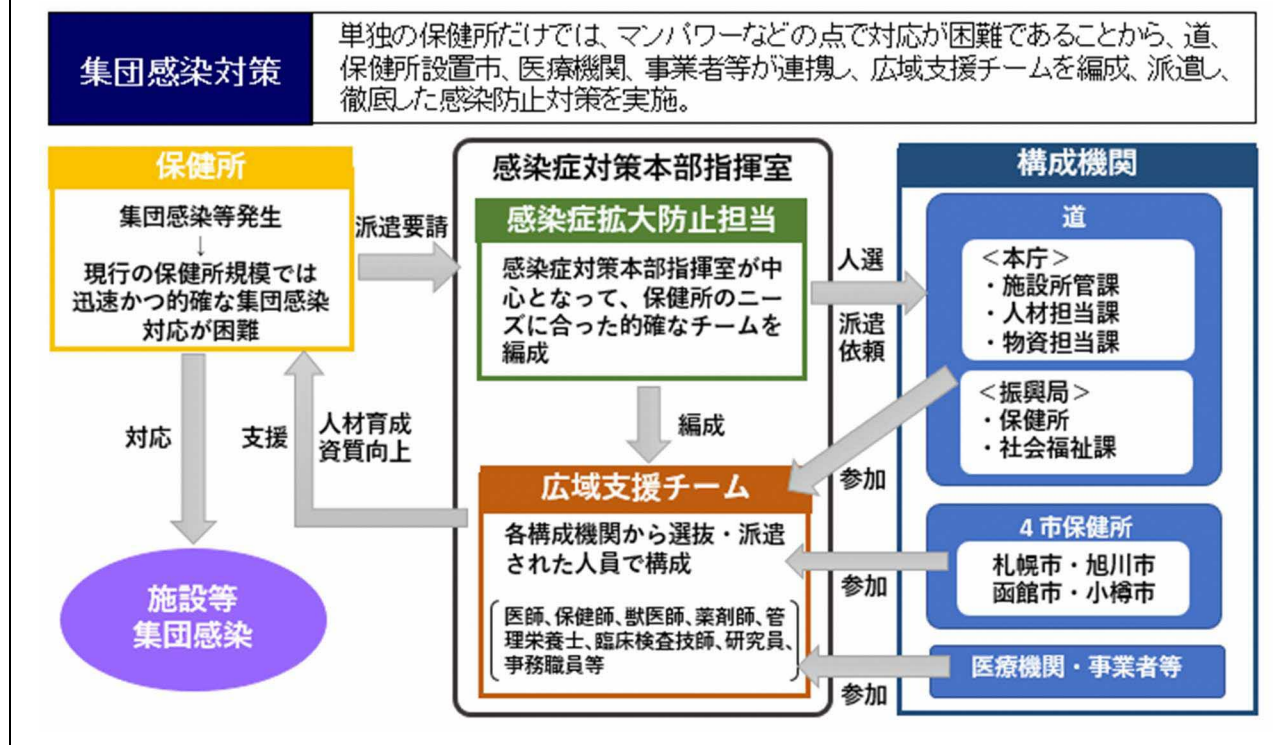 集団感染対策
単独の保健所だけでは、マンパワーなどの点で対応が困難であることから、道、
保健所設置市、医療機関、事業者等が連携し、広域支援チームを編成、派遣し、
徹底した感染防止対策を実施。
保健所
集団感染等発生
↓
現行の保健所規模では
迅速かつ的確な集団感染
対応が困難
派遣要請
対応
支援
人材育成
資質向上
施設等
集団感染
感染症対策本部指揮室
感染症拡大防止担当
感染症対策本部指揮室が中
心となって、保健所のニー
ズに合った的確なチームを
編成
編成
広域支援チーム
各構成機関から選抜・派遣
された人員で構成
医師、保健師、獣医師、薬剤師、管
理栄養士、臨床検査技師、研究員、
事務職員等
人選
派遣
依頼
参加
参加
参加
構成機関
道
<本庁>
・施設所管課
・人材担当課
・物資担当課
<振興局>
・保健所
・社会福祉課
4市保健所
札幌市・旭川市
函館市・小樽市
医療機関・事業者等